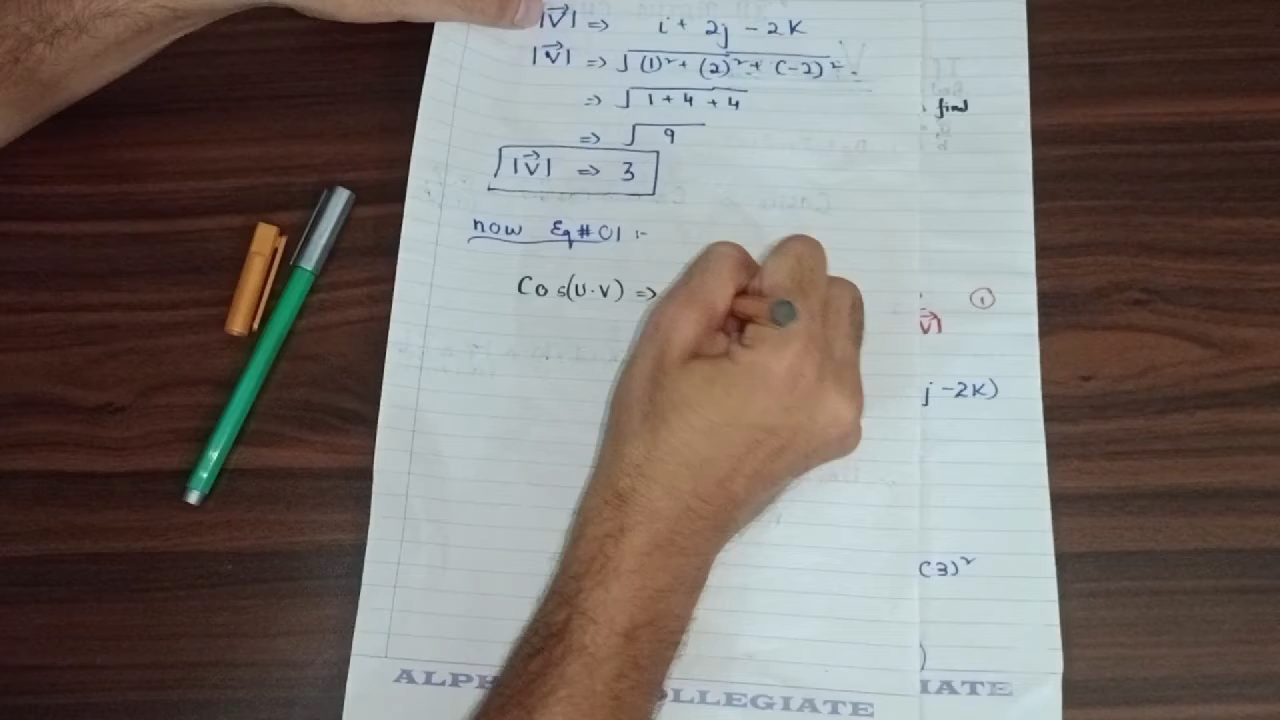 |V⃗| => i + 2j - 2K
|V⃗| => √(1)² + (2)² + (-2)².
=> √1 + 4 + 4
=> √9
|V⃗| => 3
now Eq # 01 :-
Cos(U·V) =>
find
①
V⃗|
j - 2K)
(3)²
)
ALPH LLEGIATE
IATE